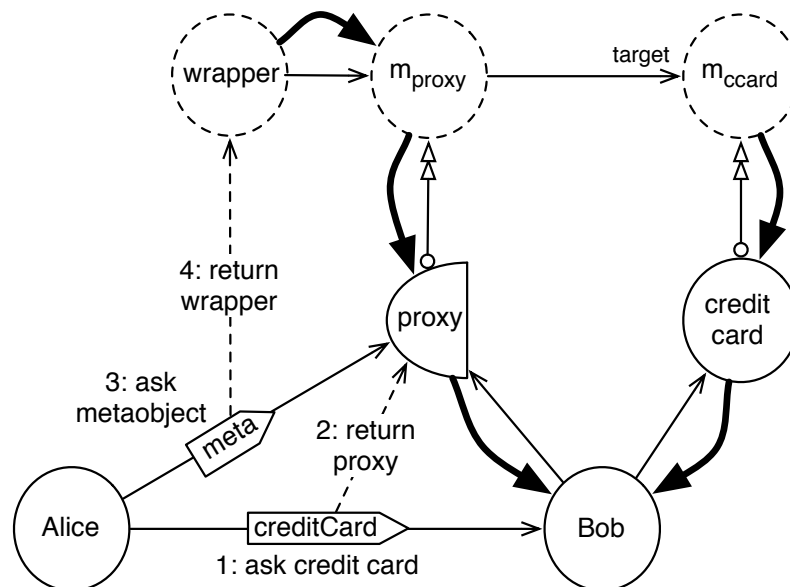 wrapper
mproxy
target
mccard
4: return
wrapper
proxy
credit
card
3: ask
metaobject
meta
2: return
proxy
Alice
creditCard
Bob
1: ask credit card